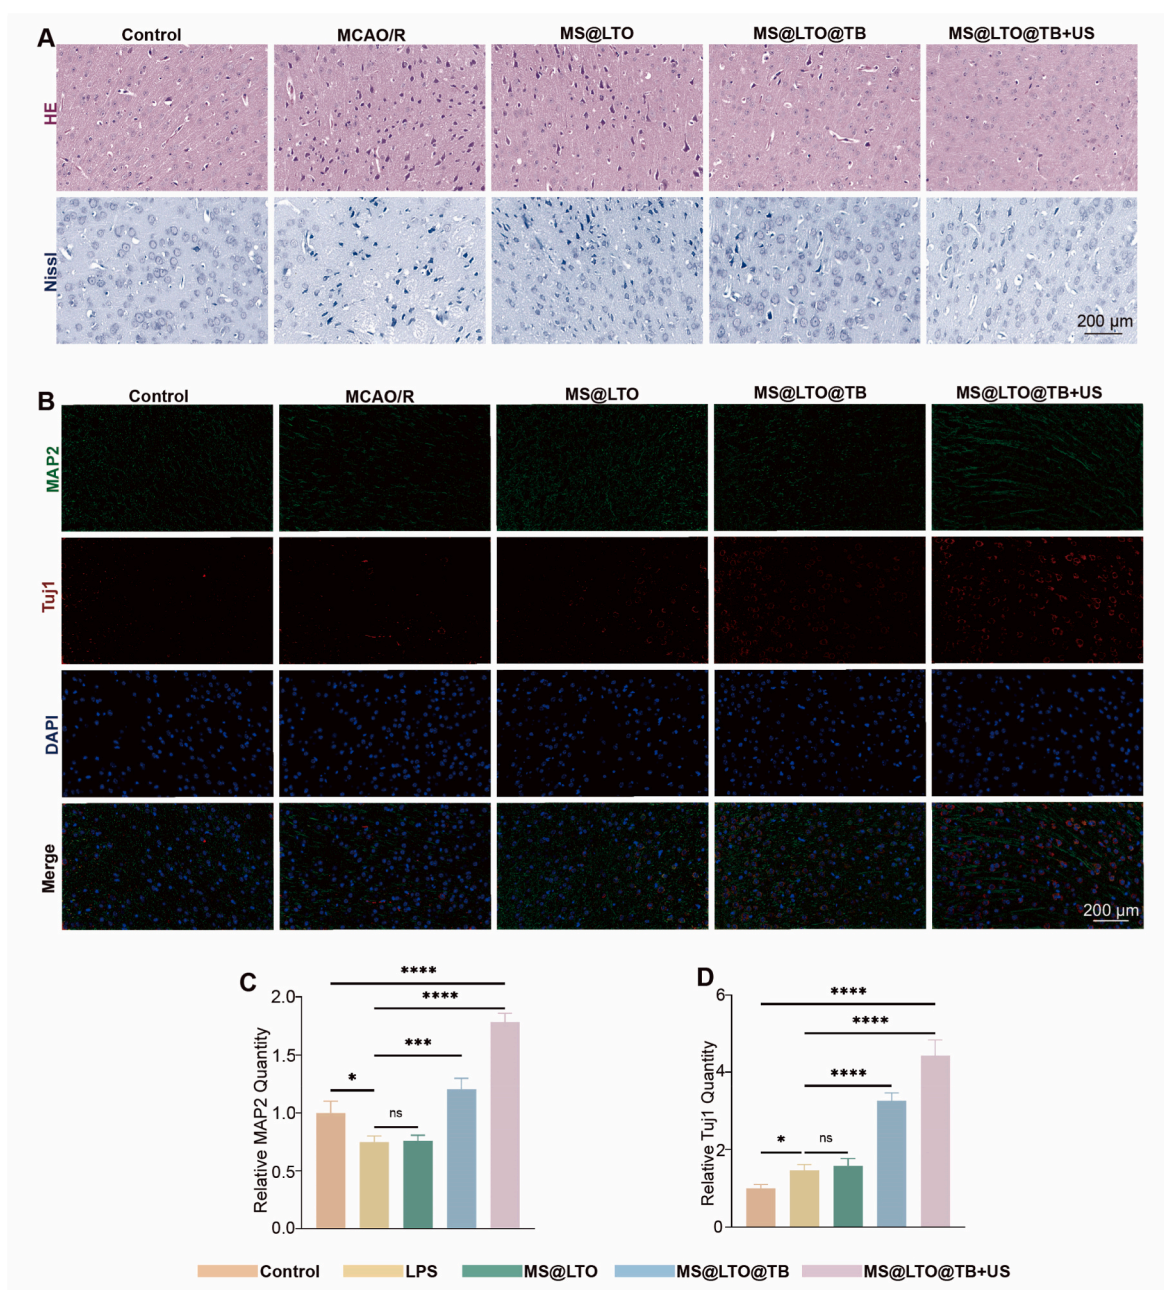 A
Control MCAO/R MS@LTO MS@LTO@TB MS@LTO@TB+US
HE
Nissl
200 µm
B
Control MCAO/R MS@LTO MS@LTO@TB MS@LTO@TB+US
MAP2
Tuj1
DAPI
Merge
200 µm
C
Relative MAP2 Quantity
2.0
1.5
1.0
0.5
0.0
****
****
***
*
ns
D
Relative Tuj1 Quantity
6
4
2
0
****
****
****
*
ns
Control LPS MS@LTO MS@LTO@TB MS@LTO@TB+US